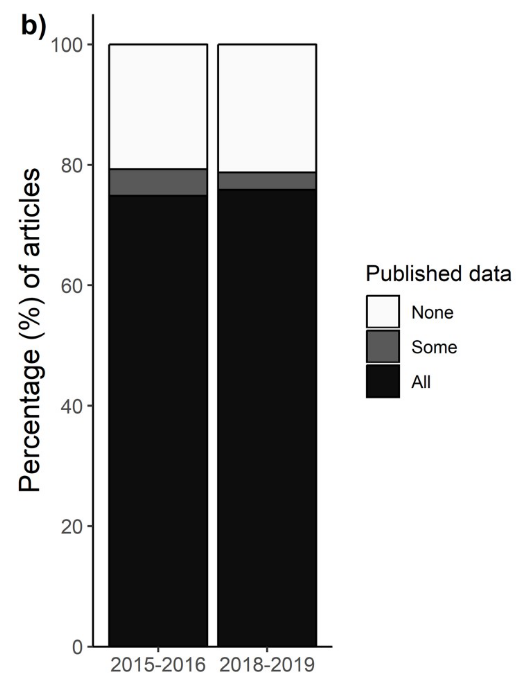 b)
Percentage (%) of articles
100
80
60
40
20
0
2015-2016 2018-2019
Published data
None
Some
All